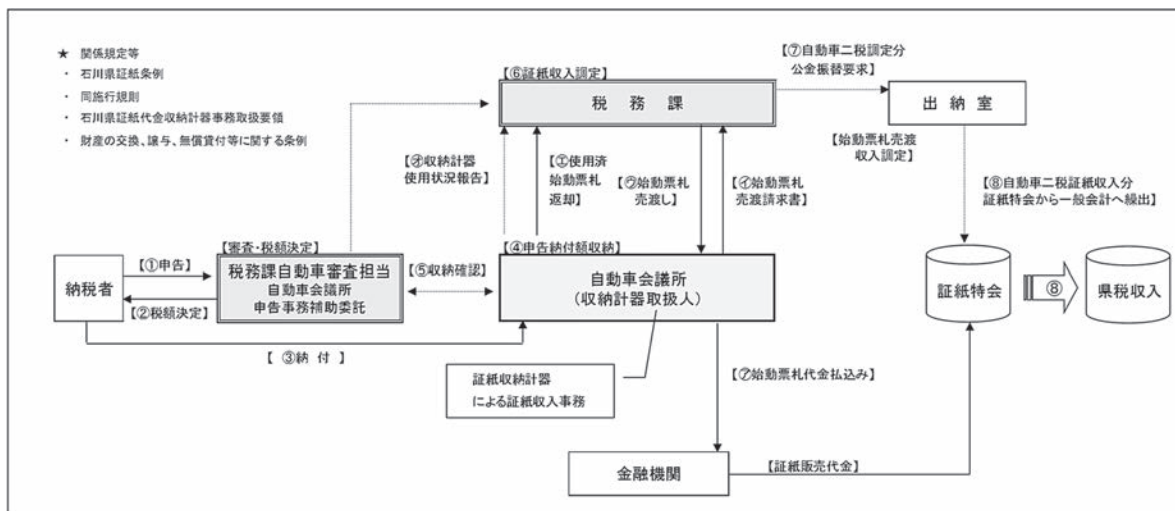 ★ 関係規定等
・ 石川県証紙条例
・ 同施行規則
・ 石川県証紙代金収納計器事務取扱要領
・ 財産の交換、譲与、無償貸付等に関する条例
【⑥証紙収入調定】
税務課
【⑦自動車二税調定分
公金振替要求】
出納室
【㋔収納計器
使用状況報告】
【㋓使用済
始動票札
返却】
【㋒始動票札
売渡し】
【㋑始動票札
売渡請求書】
【始動票札売渡
収入調定】
【⑧自動車二税証紙収入分
証紙特会から一般会計へ繰出】
納税者
【①申告】
【②税額決定】
【審査・税額決定】
税務課自動車審査担当
自動車会議所
申告事務補助委託
【⑤収納確認】
【④申告納付額収納】
自動車会議所
(収納計器取扱人)
証紙特会
⑧
県税収入
【 ③納 付 】
証紙収納計器
による証紙収入事務
【㋐始動票札代金払込み】
金融機関
【証紙販売代金】